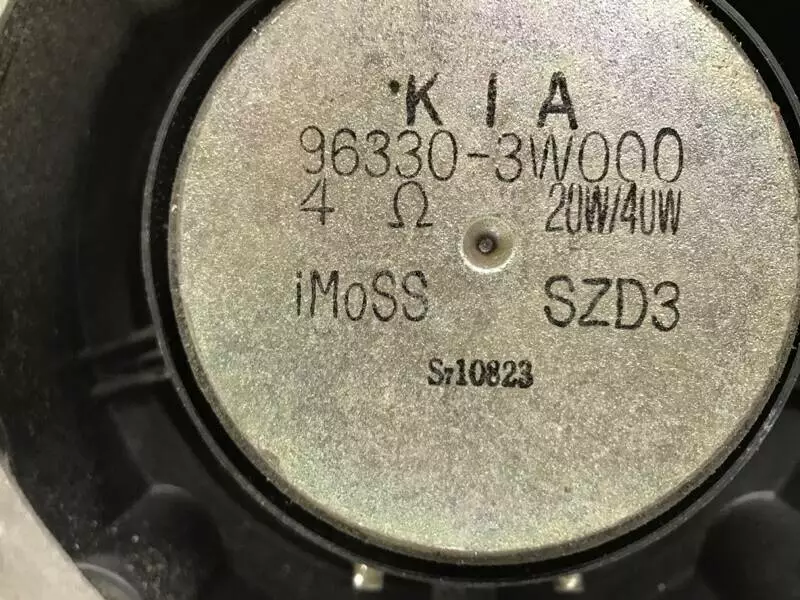 KIA
96330-3W000
4 Ω 20W/40W
iMoSS SZD3
S710823